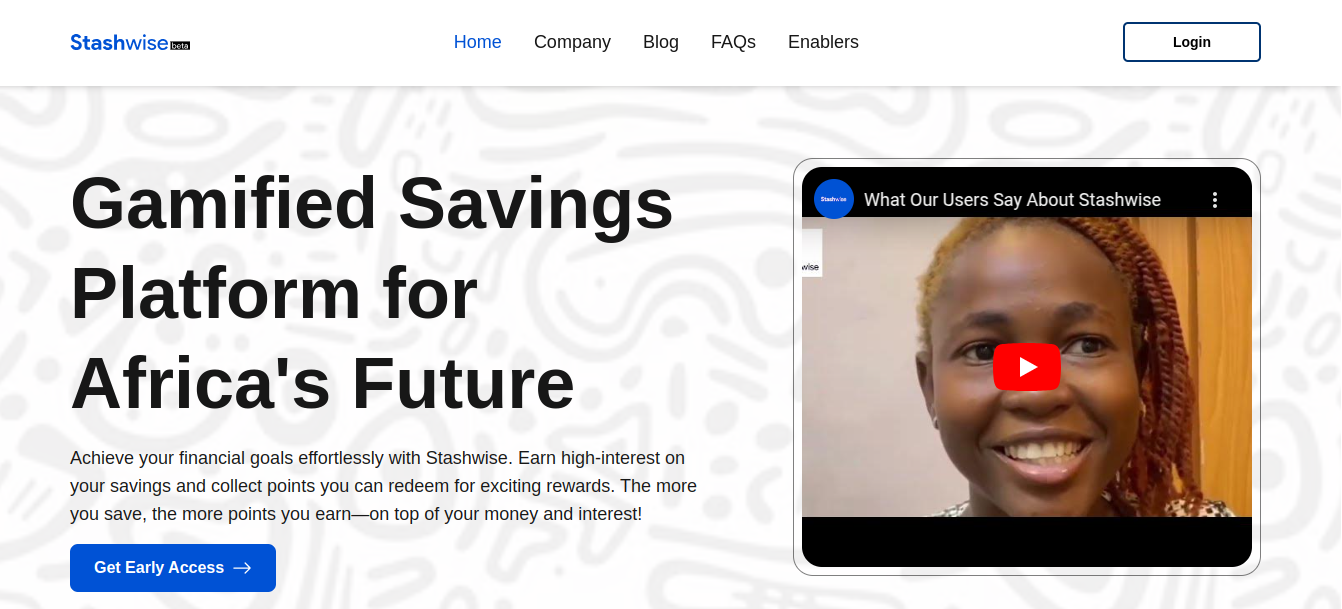 Stashwise beta
Home Company Blog FAQs Enablers
Login
Gamified Savings
Platform for
Africa's Future
Achieve your financial goals effortlessly with Stashwise. Earn high-interest on
your savings and collect points you can redeem for exciting rewards. The more
you save, the more points you earn—on top of your money and interest!
Get Early Access
Stashwise
What Our Users Say About Stashwise
wise